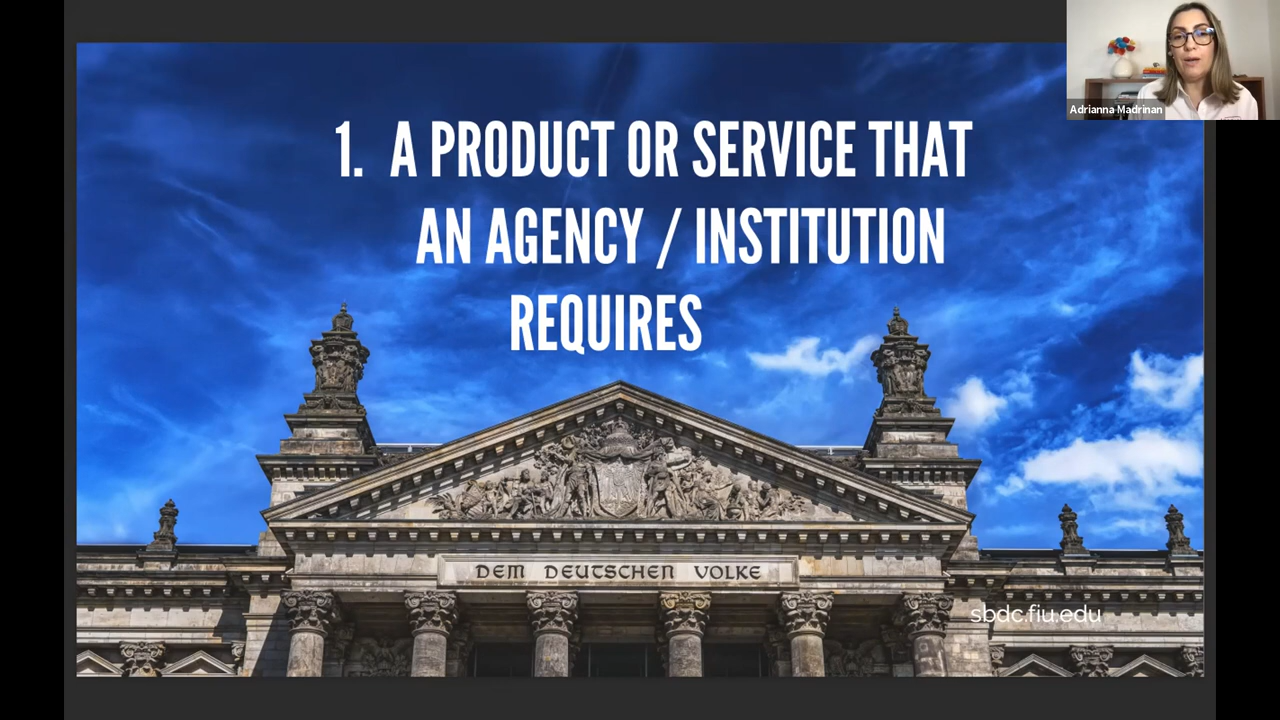 1. A PRODUCT OR SERVICE THAT
AN AGENCY / INSTITUTION
REQUIRES
Adrianna Madrinan
DEM DEUTSCHEN VOLKE
sbdc.fiu.edu